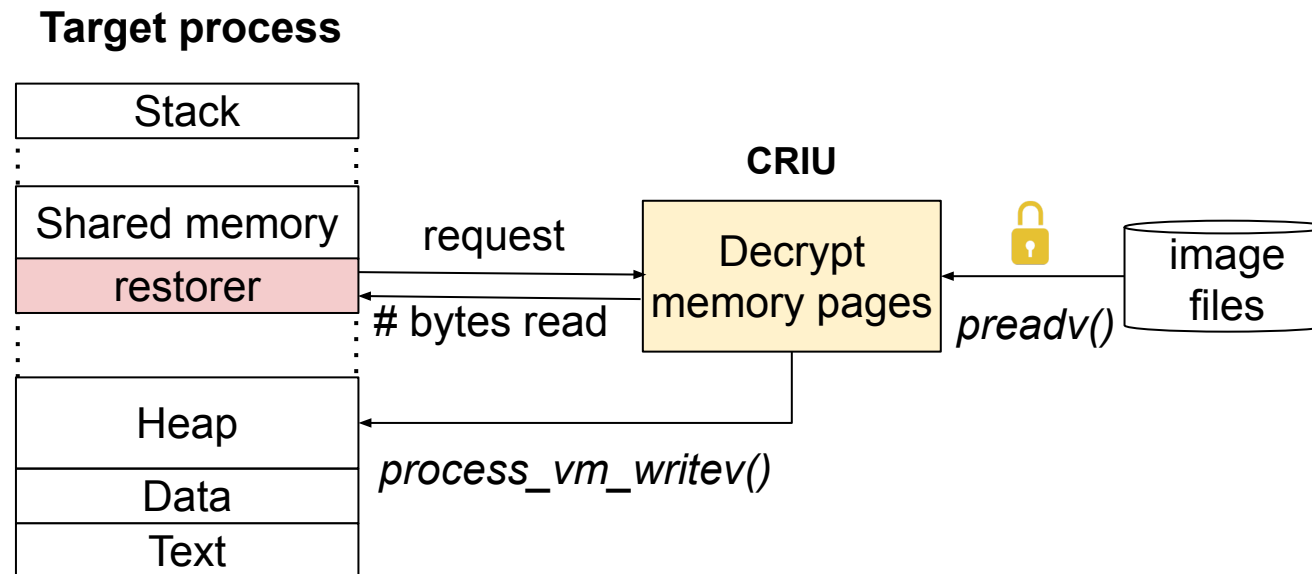 Target process
Stack
Shared memory
restorer
Heap
Data
Text
request
# bytes read
process_vm_writev()
CRIU
Decrypt
memory pages
preadv()
image
files